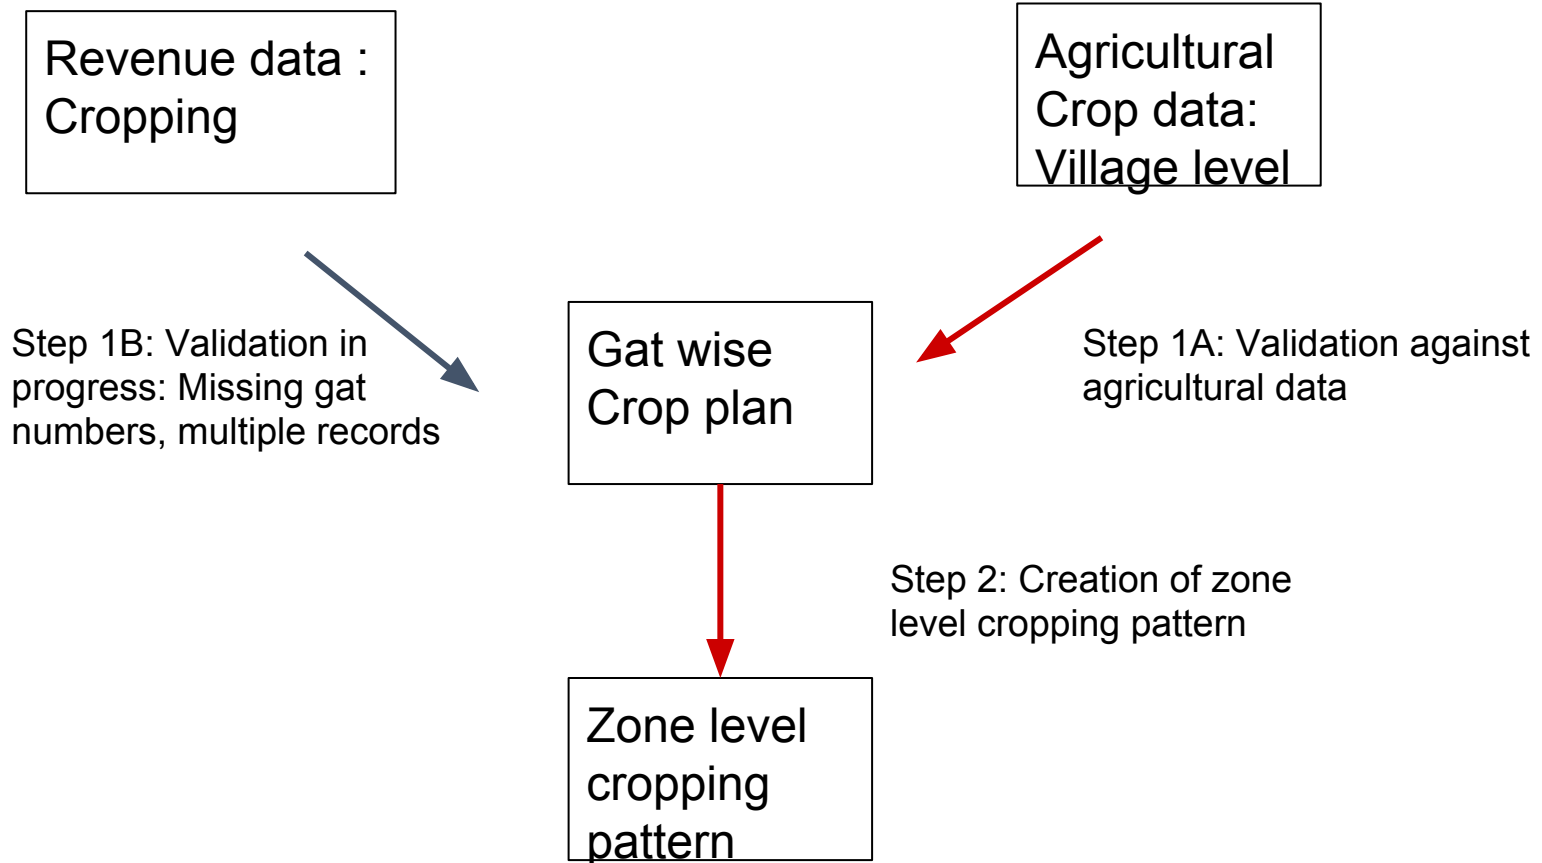 Revenue data :
Cropping
Agricultural
Crop data:
Village level
Step 1B: Validation in
progress: Missing gat
numbers, multiple records
Gat wise
Crop plan
Step 1A: Validation against
agricultural data
Step 2: Creation of zone
level cropping pattern
Zone level
cropping
pattern